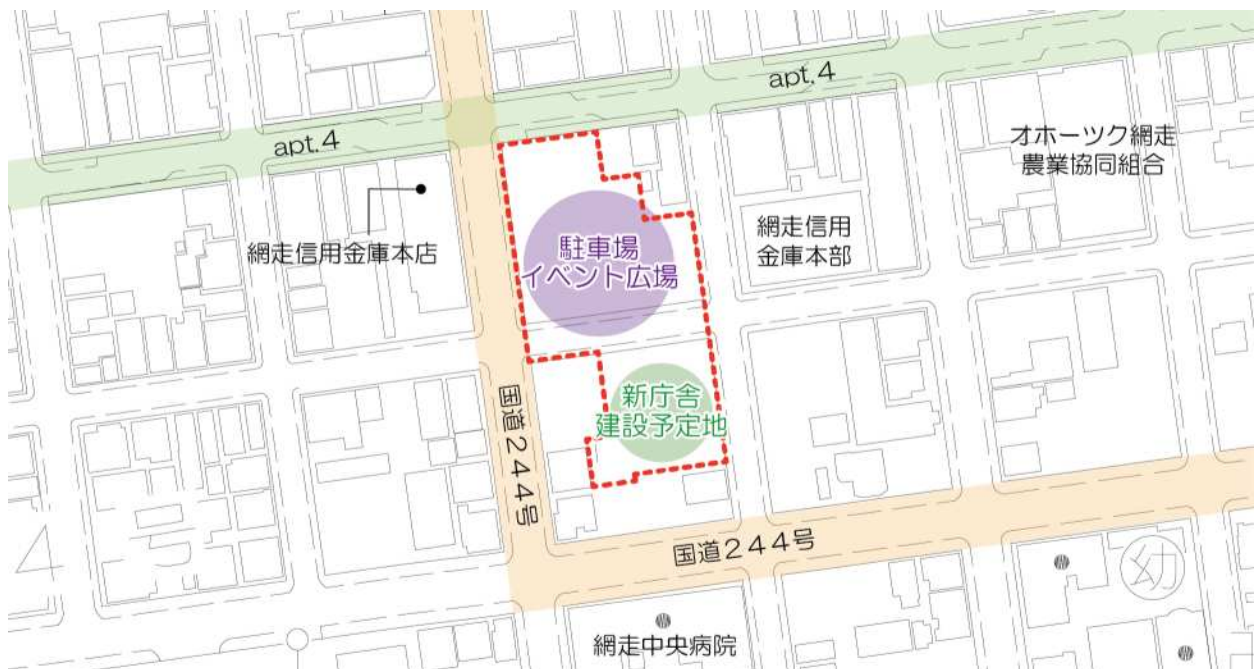 apt.4
apt.4
オホーツク網走
農業協同組合
網走信用金庫本店
駐車場
イベント広場
網走信用
金庫本部
新庁舎
建設予定地
国道244号
国道244号
幼
網走中央病院